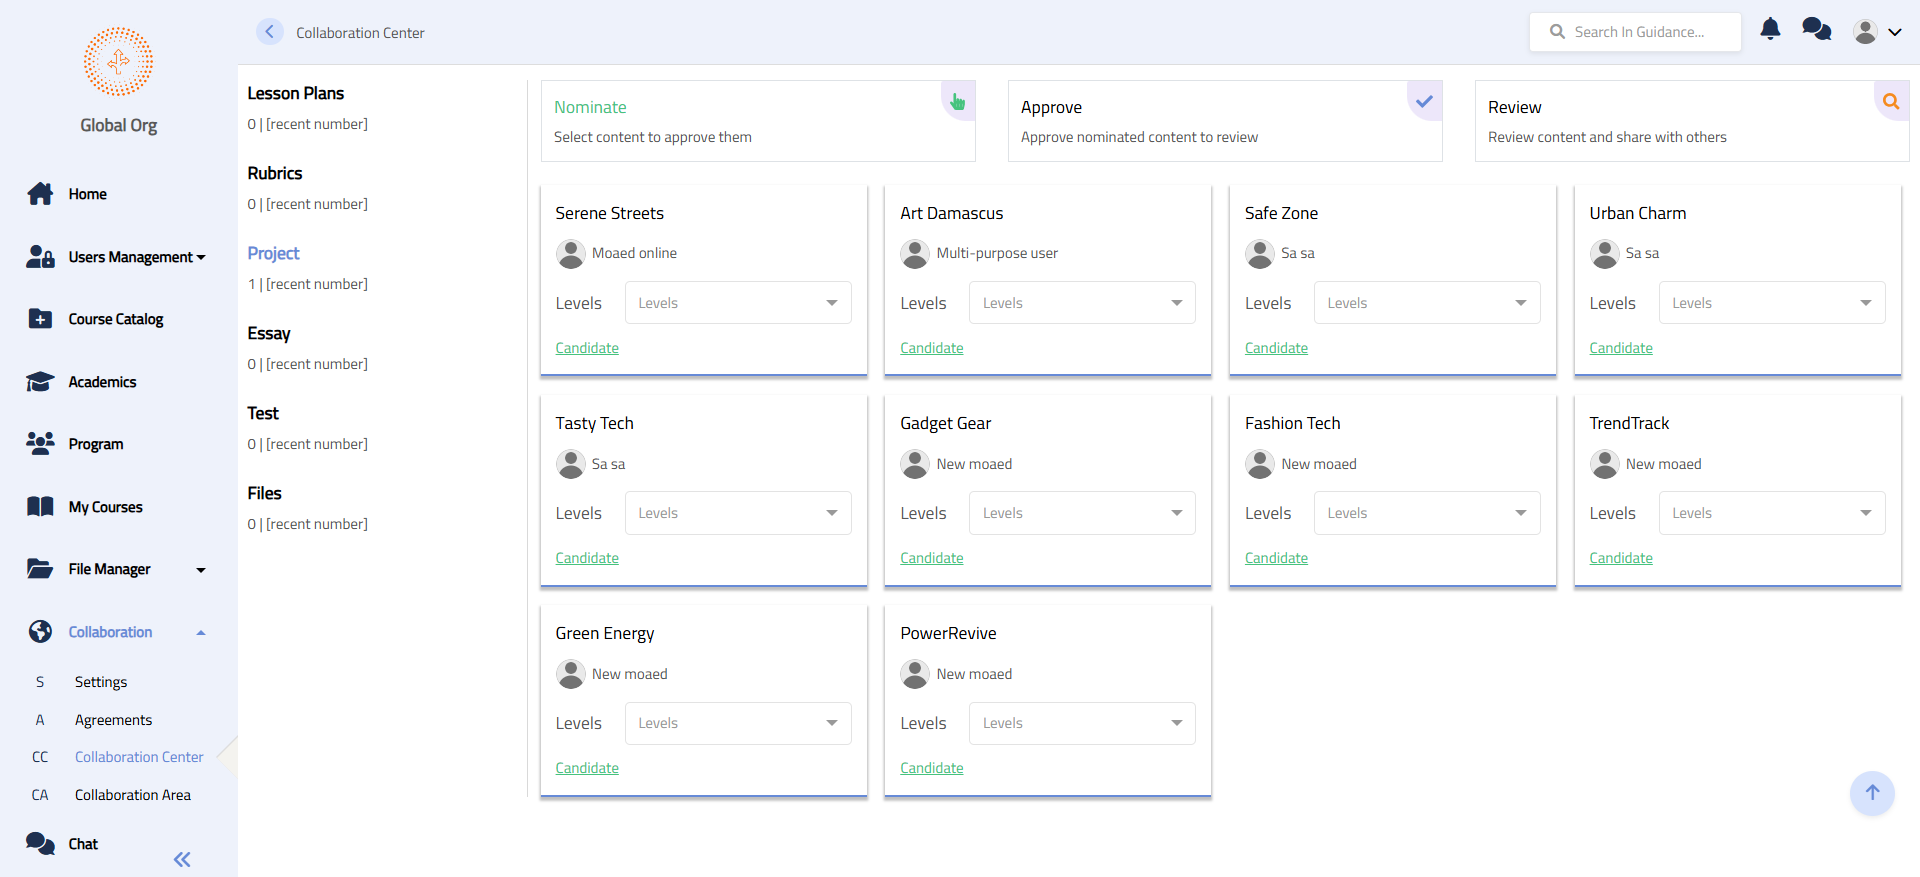 Global Org
Home
Users Management
Course Catalog
Academics
Program
My Courses
File Manager
Collaboration
S Settings
A Agreements
CC Collaboration Center
CA Collaboration Area
Chat
Collaboration Center
Search In Guidance...
Lesson Plans
0 | [recent number]
Rubrics
0 | [recent number]
Project
1 | [recent number]
Essay
0 | [recent number]
Test
0 | [recent number]
Files
0 | [recent number]
Nominate
Select content to approve them
Approve
Approve nominated content to review
Review
Review content and share with others
Serene Streets
Moaed online
Levels Levels
Candidate
Art Damascus
Multi-purpose user
Levels Levels
Candidate
Safe Zone
Sa sa
Levels Levels
Candidate
Urban Charm
Sa sa
Levels Levels
Candidate
Tasty Tech
Sa sa
Levels Levels
Candidate
Gadget Gear
New moaed
Levels Levels
Candidate
Fashion Tech
New moaed
Levels Levels
Candidate
TrendTrack
New moaed
Levels Levels
Candidate
Green Energy
New moaed
Levels Levels
Candidate
PowerRevive
New moaed
Levels Levels
Candidate